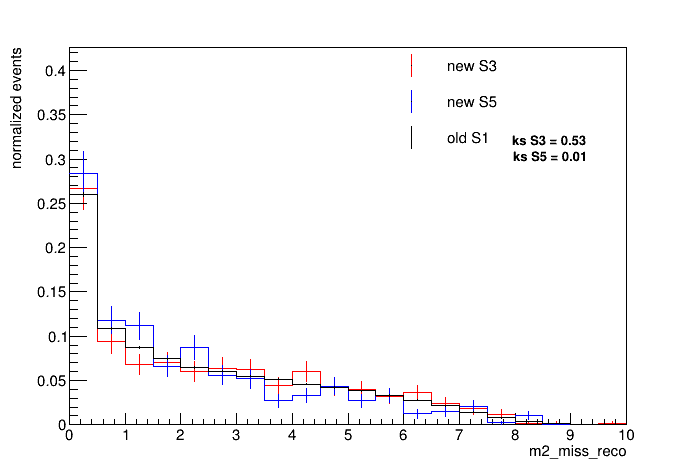 normalized events
0.4
0.35
0.3
0.25
0.2
0.15
0.1
0.05
0
new S3
new S5
old S1
ks S3 = 0.53
ks S5 = 0.01
0 1 2 3 4 5 6 7 8 9 10
m2_miss_reco